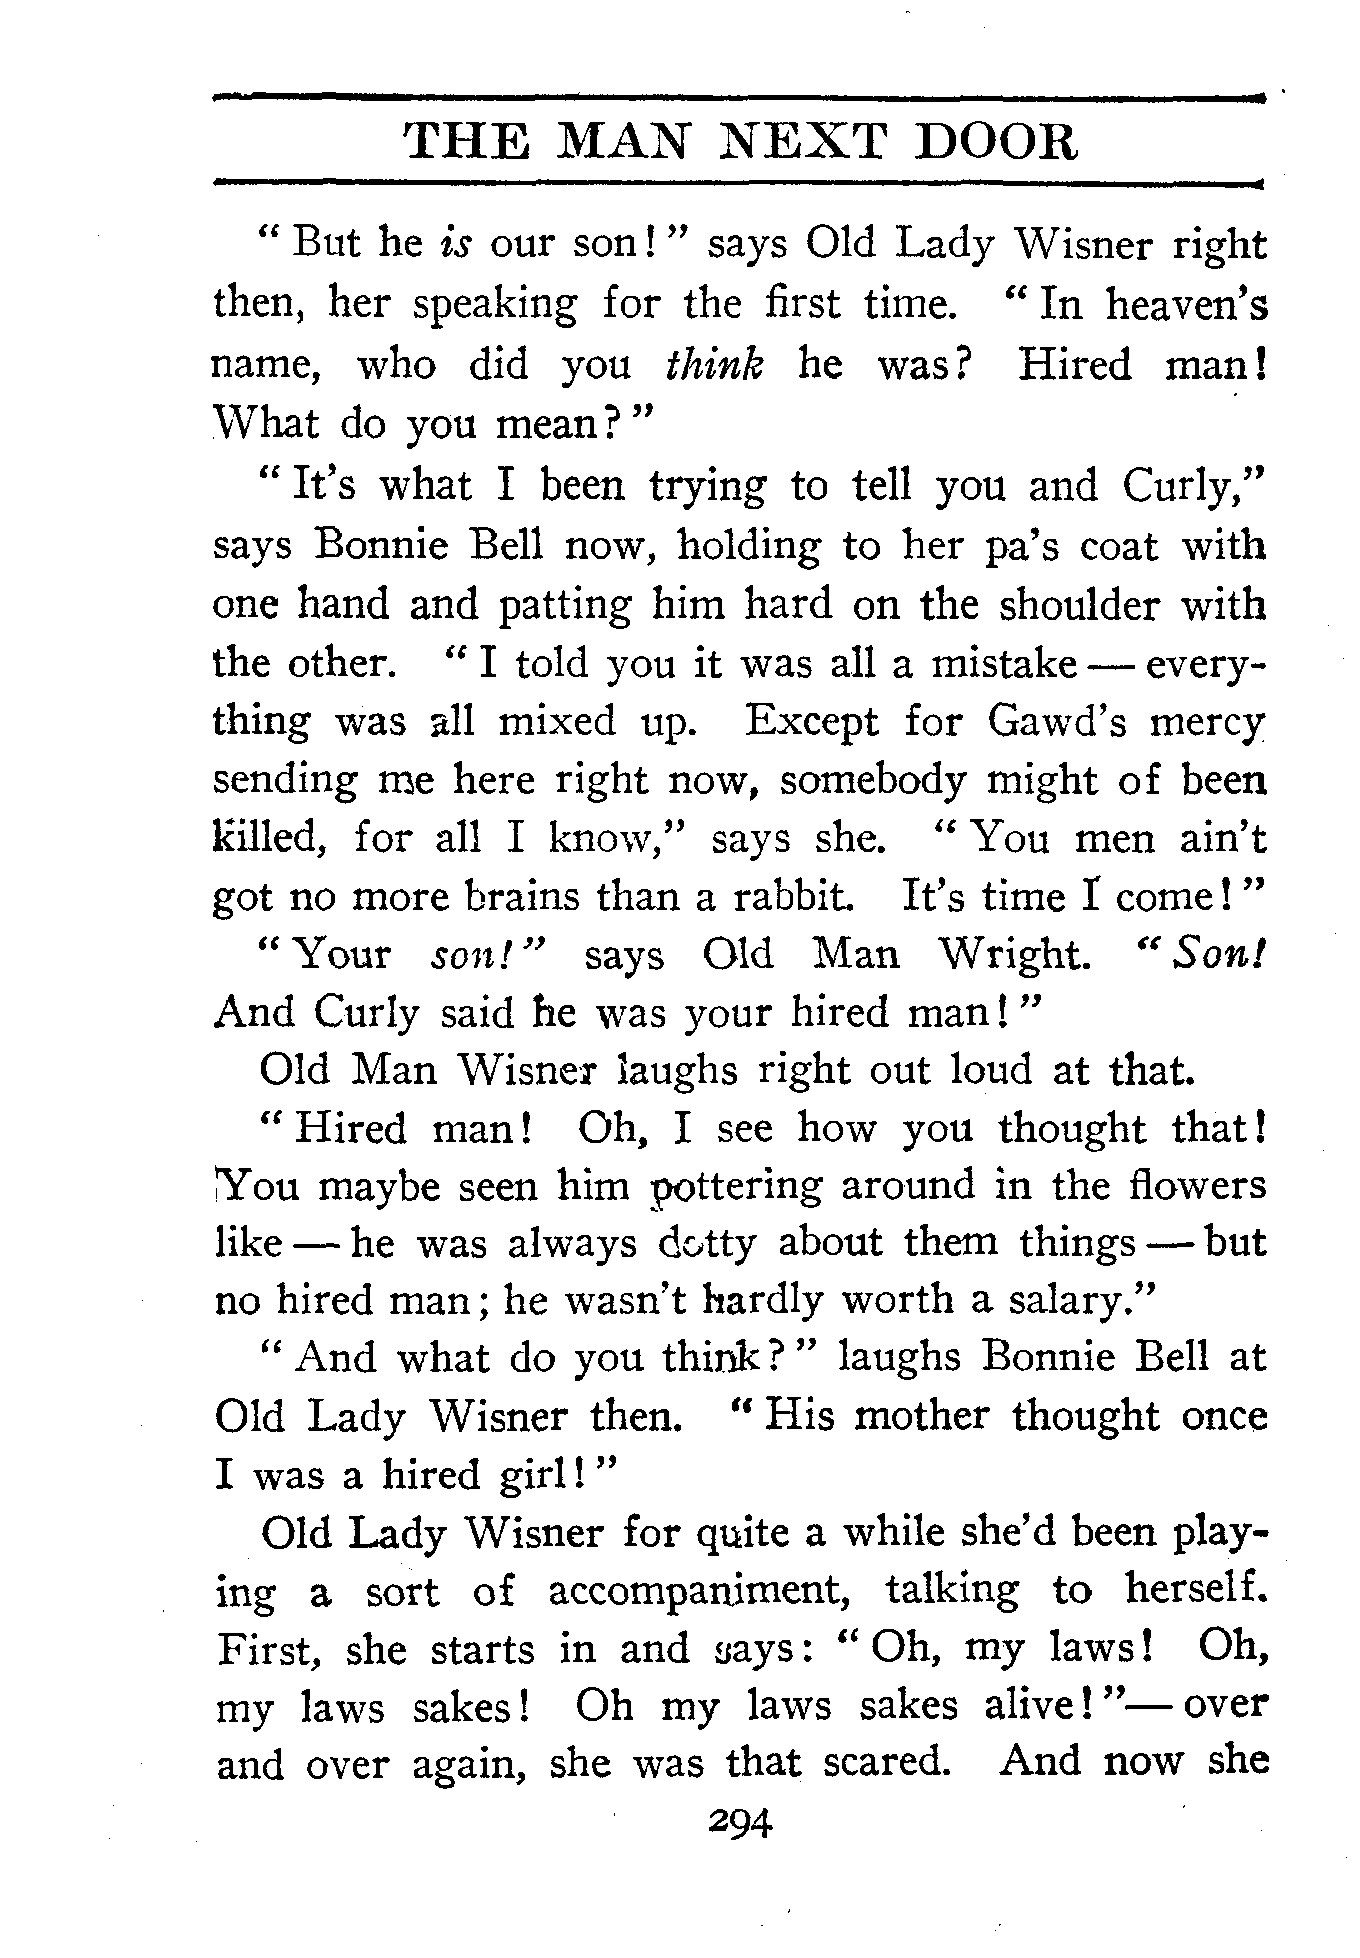 THE MAN NEXT DOOR
“ But he is our son! ” says Old Lady Wisner right
then, her speaking for the first time. “ In heaven’s
name, who did you think he was? Hired man!
What do you mean? ”
“ It’s what I been trying to tell you and Curly,”
says Bonnie Bell now, holding to her pa’s coat with
one hand and patting him hard on the shoulder with
the other. “ I told you it was all a mistake — every-
thing was all mixed up. Except for Gawd’s mercy
sending me here right now, somebody might of been
killed, for all I know,” says she. “ You men ain’t
got no more brains than a rabbit. It’s time I come! ”
“ Your son! ” says Old Man Wright. “ Son!
And Curly said he was your hired man! ”
Old Man Wisner laughs right out loud at that.
“ Hired man! Oh, I see how you thought that!
You maybe seen him pottering around in the flowers
like — he was always dotty about them things — but
no hired man; he wasn’t hardly worth a salary.”
“ And what do you think? ” laughs Bonnie Bell at
Old Lady Wisner then. “ His mother thought once
I was a hired girl! ”
Old Lady Wisner for quite a while she’d been play-
ing a sort of accompaniment, talking to herself.
First, she starts in and says: “ Oh, my laws! Oh,
my laws sakes! Oh my laws sakes alive! ”— over
and over again, she was that scared. And now she
294